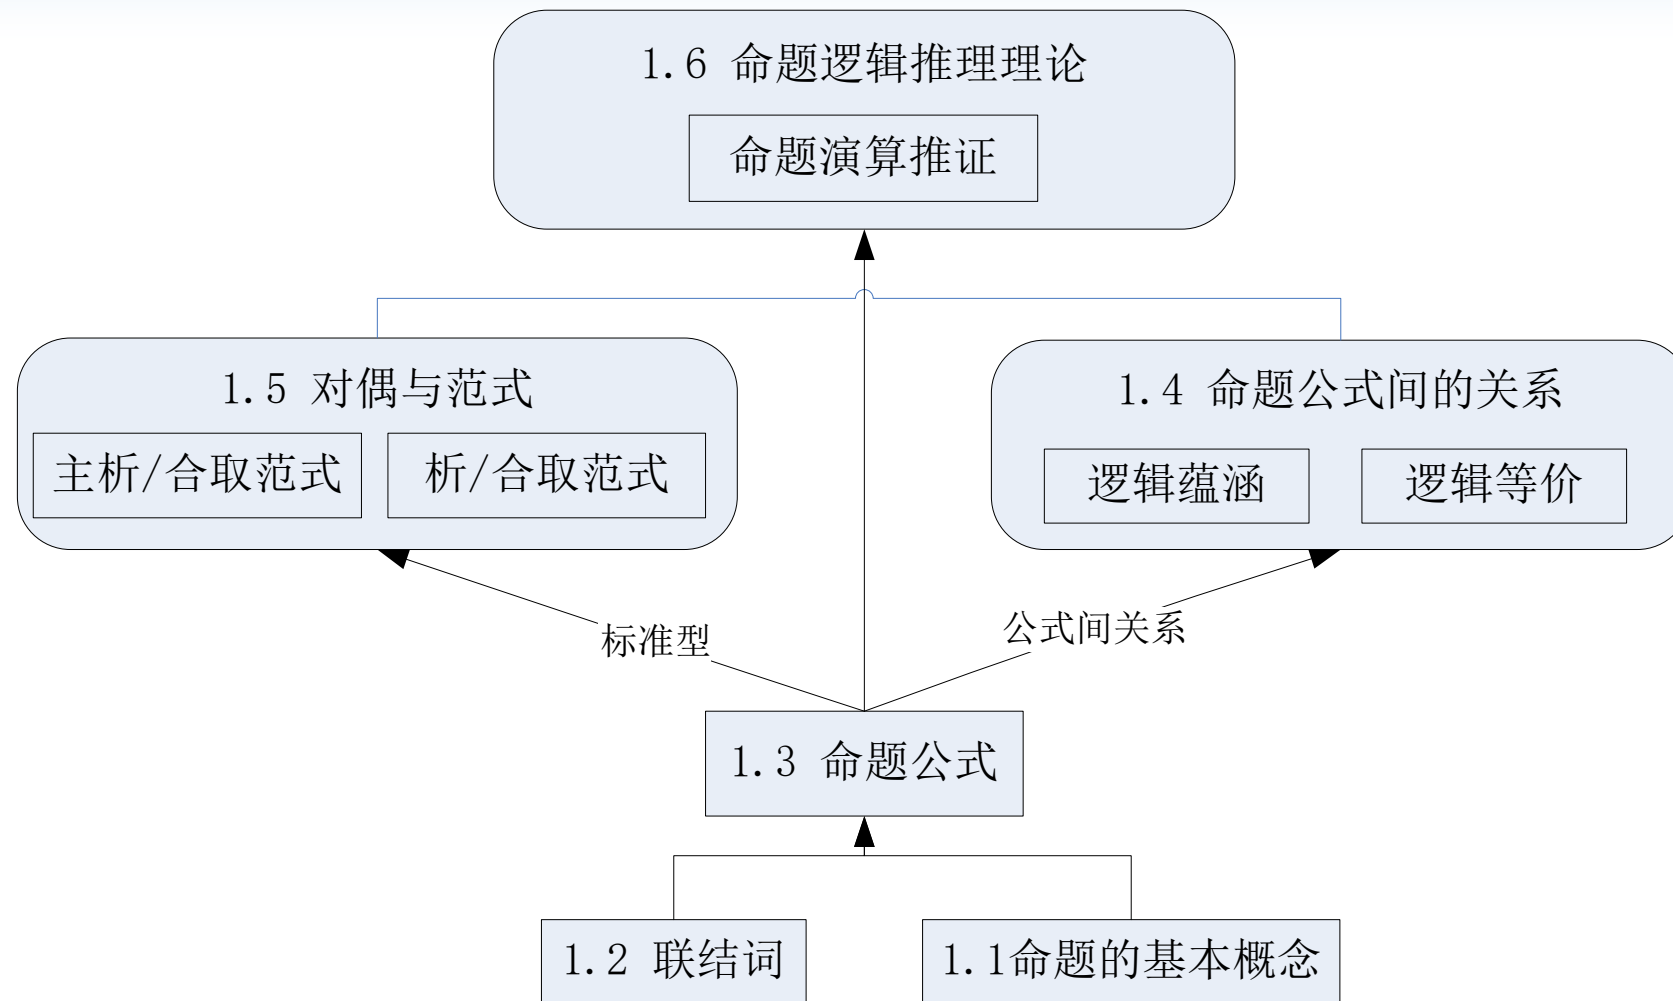 1.6 命题逻辑推理理论
命题演算推证
1.5 对偶与范式
主析/合取范式
析/合取范式
1.4 命题公式间的关系
逻辑蕴涵
逻辑等价
标准型
公式间关系
1.3 命题公式
1.2 联结词
1.1命题的基本概念